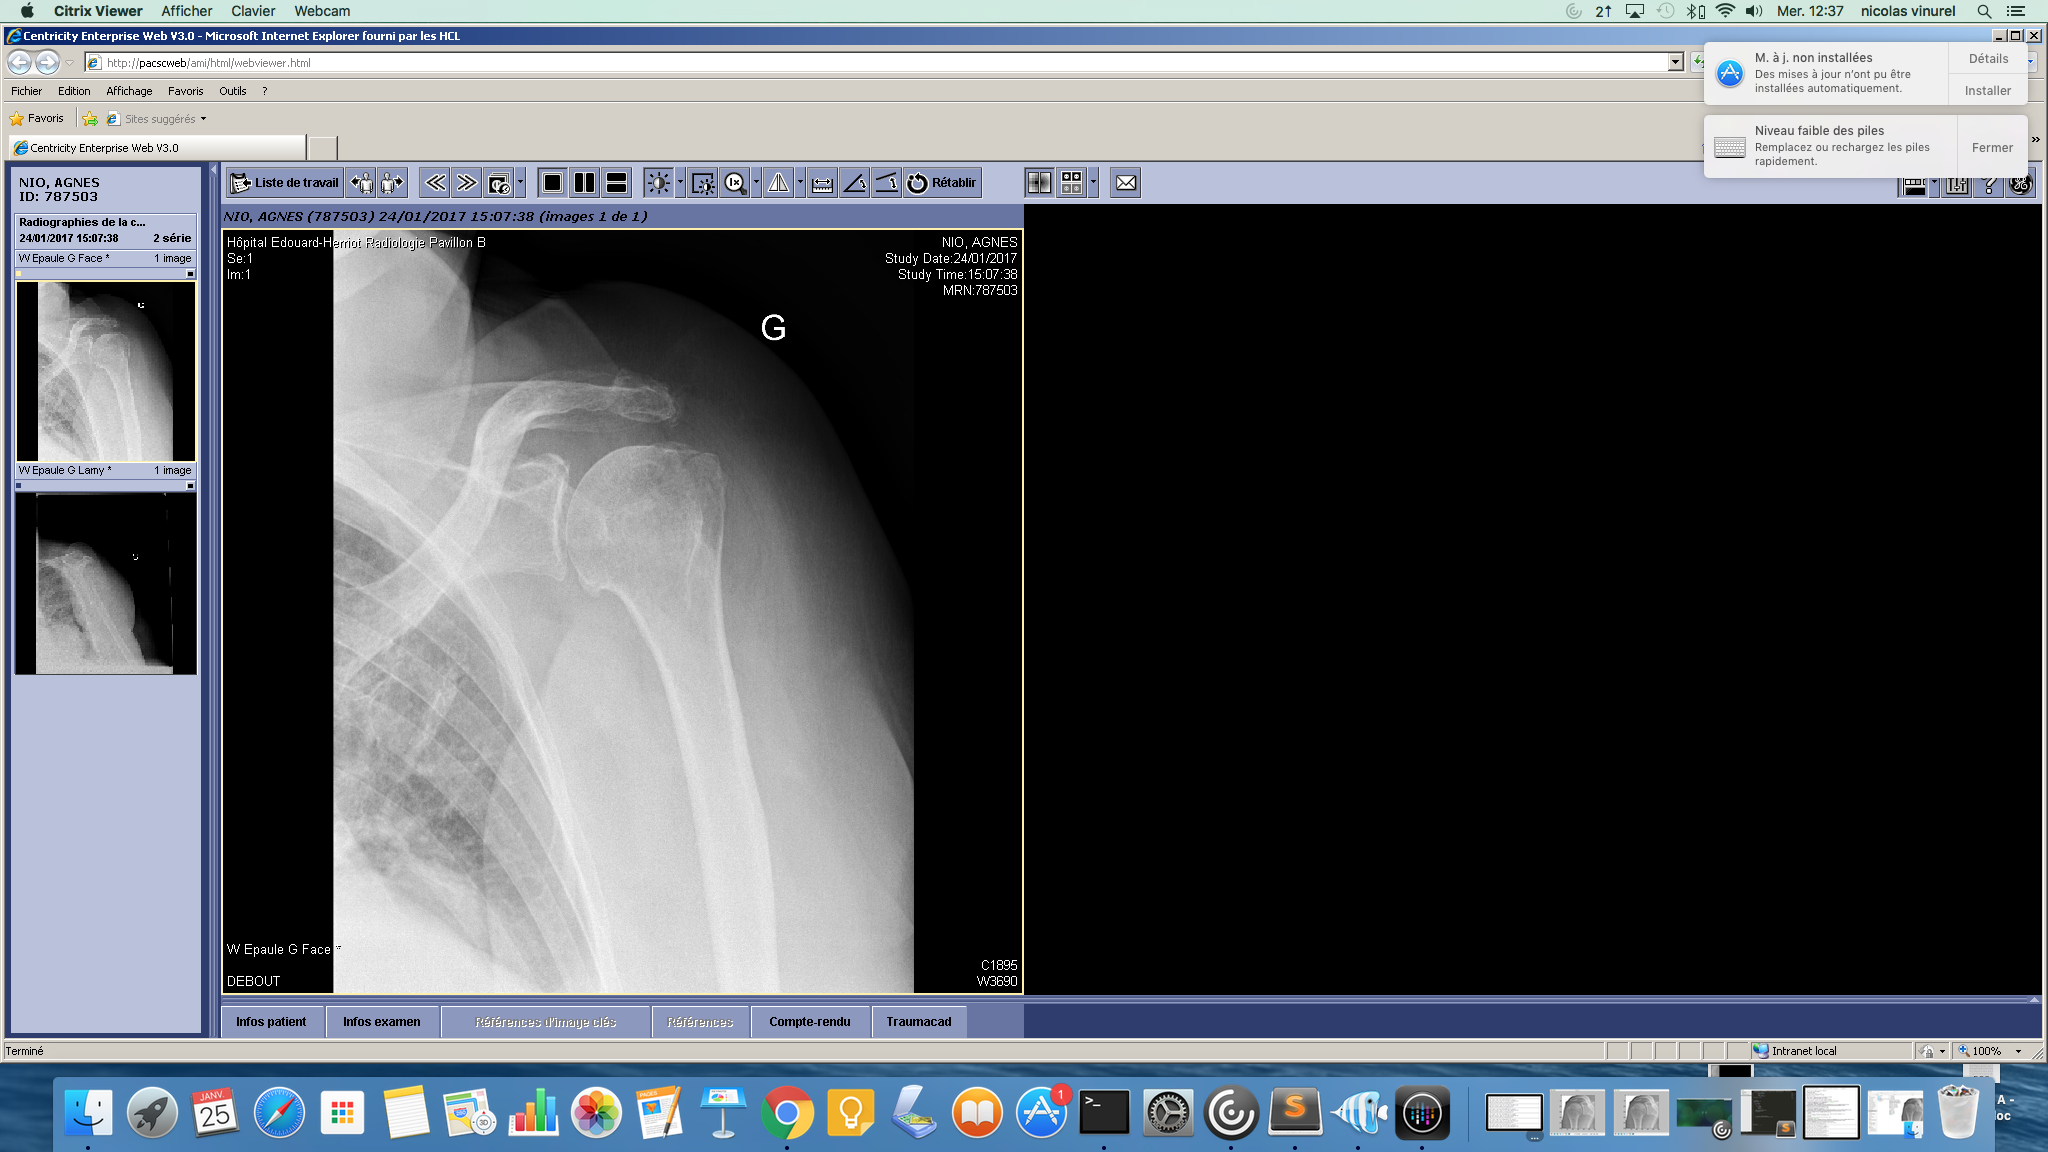 Citrix Viewer Afficher Clavier Webcam
2↑ Mer. 12:37 nicolas vinurel
Centricity Enterprise Web V3.0 - Microsoft Internet Explorer fourni par les HCL
http://pacscweb/ami/html/webviewer.html
M. à j. non installées
Des mises à jour n'ont pu être
installées automatiquement.
Détails
Installer
Fichier Edition Affichage Favoris Outils ?
Favoris Sites suggérés
Niveau faible des piles
Remplacez ou rechargez les piles
rapidement.
Fermer
Centricity Enterprise Web V3.0
NIO, AGNES
ID: 787503
Liste de travail
1x
Rétablir
Radiographies de la c...
24/01/2017 15:07:38 2 série
W Epaule G Face * 1 image
G
W Epaule G Lamy * 1 image
NIO, AGNES (787503) 24/01/2017 15:07:38 (images 1 de 1)
Hôpital Edouard-Herriot Radiologie Pavillon B
Se:1
Im:1
NIO, AGNES
Study Date:24/01/2017
Study Time:15:07:38
MRN:787503
G
W Epaule G Face *
DEBOUT
C1895
W3690
Infos patient Infos examen Références d'image clés Références Compte-rendu Traumacad
Terminé Intranet local 100%
JANV.
25
PAGES
1
A -
oc